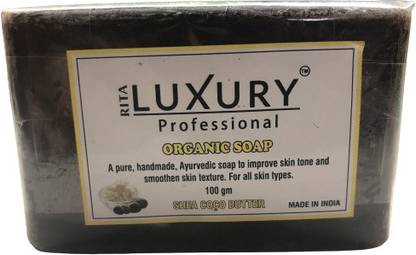 RITA LUXURY™
Professional
ORGANIC SOAP
A pure, handmade, Ayurvedic soap to improve skin tone and
smoothen skin texture. For all skin types.
100 gm
SHEA COCO BUTTER MADE IN INDIA